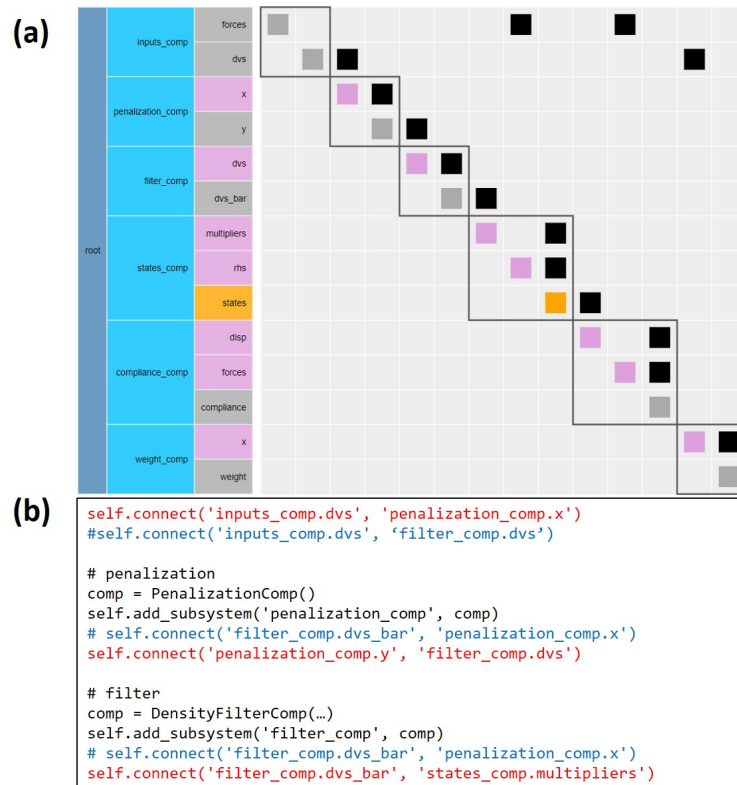 (a)
root
inputs_comp
forces
dvs
penalization_comp
x
y
filter_comp
dvs
dvs_bar
states_comp
multipliers
rhs
states
compliance_comp
disp
forces
compliance
weight_comp
x
weight
(b)
self.connect('inputs_comp.dvs', 'penalization_comp.x')
#self.connect('inputs_comp.dvs', ‘filter_comp.dvs’)
# penalization
comp = PenalizationComp()
self.add_subsystem('penalization_comp', comp)
# self.connect('filter_comp.dvs_bar', 'penalization_comp.x')
self.connect('penalization_comp.y', 'filter_comp.dvs')
# filter
comp = DensityFilterComp(…)
self.add_subsystem('filter_comp', comp)
# self.connect('filter_comp.dvs_bar', 'penalization_comp.x')
self.connect('filter_comp.dvs_bar', 'states_comp.multipliers')